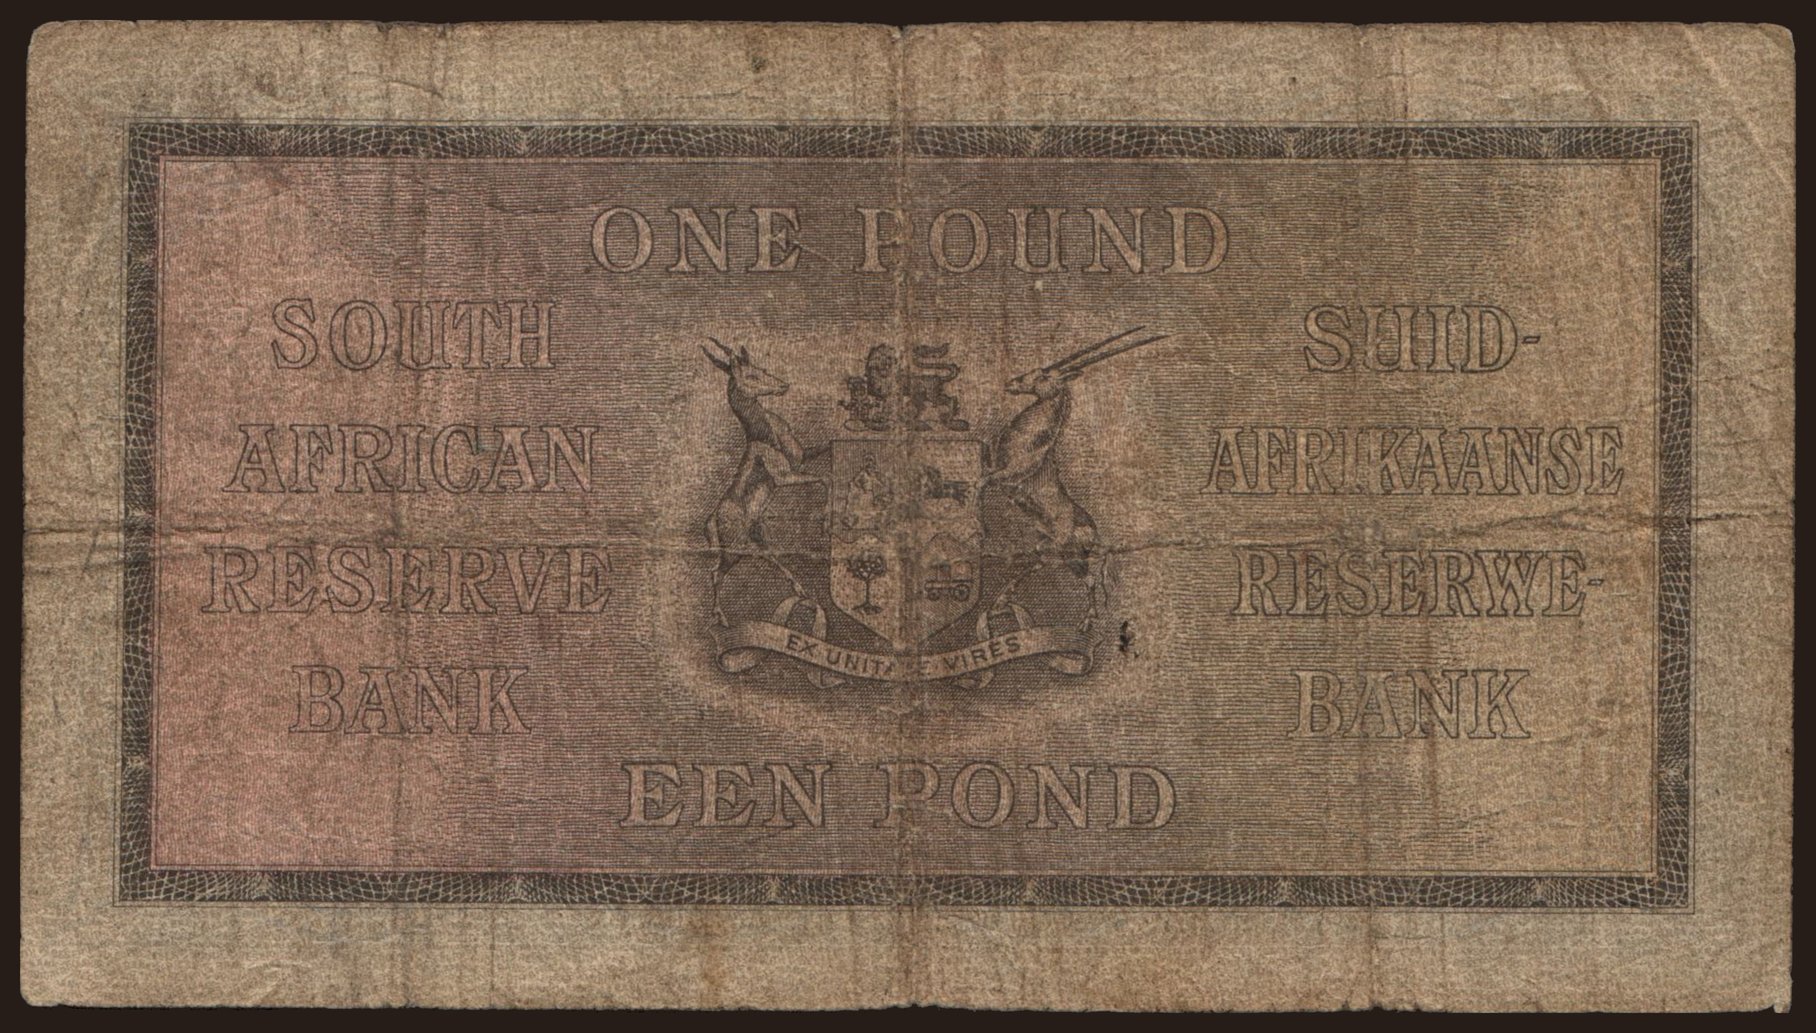 ONE POUND
SOUTH
AFRICAN
RESERVE
BANK
SUID-
AFRIKAANSE
RESERWE-
BANK
EX UNITATE VIRES
EEN POND